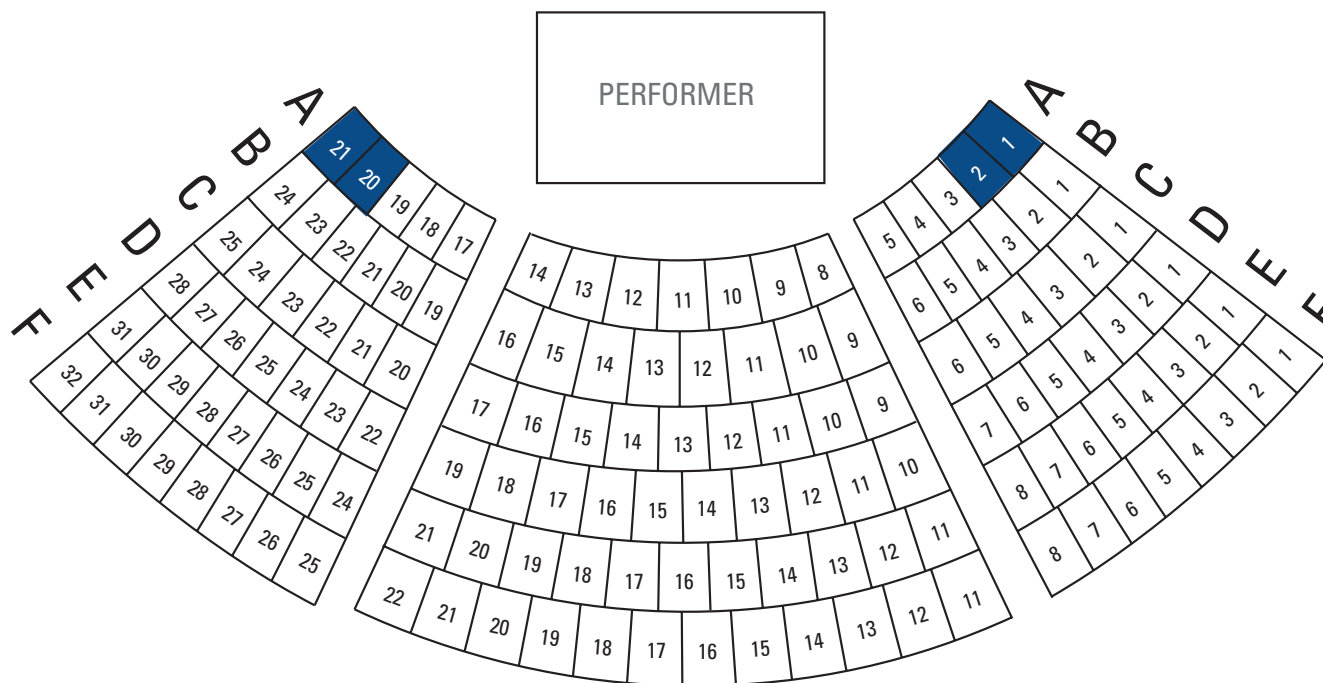 PERFORMER
A 21 20 19 18 17
B 24 23 22 21 20 19
C 25 24 23 22 21 20
D 28 27 26 25 24 23 22
E 31 30 29 28 27 26 25 24
F 32 31 30 29 28 27 26 25
14 13 12 11 10 9 8
16 15 14 13 12 11 10 9
17 16 15 14 13 12 11 10 9
19 18 17 16 15 14 13 12 11 10
21 20 19 18 17 16 15 14 13 12 11
22 21 20 19 18 17 16 15 14 13 12 11
5 4 3 2 1 A
6 5 4 3 2 1 B
6 5 4 3 2 1 C
7 6 5 4 3 2 1 D
8 7 6 5 4 3 2 1 E
8 7 6 5 4 3 2 1 F